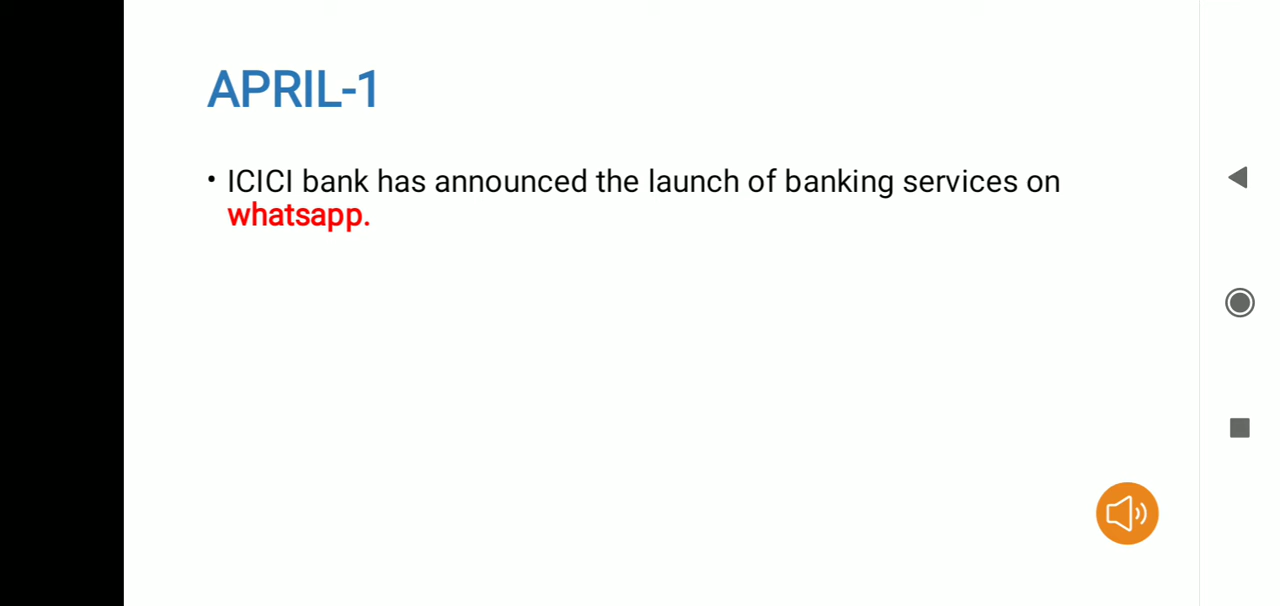 APRIL-1
• ICICI bank has announced the launch of banking services on
whatsapp.